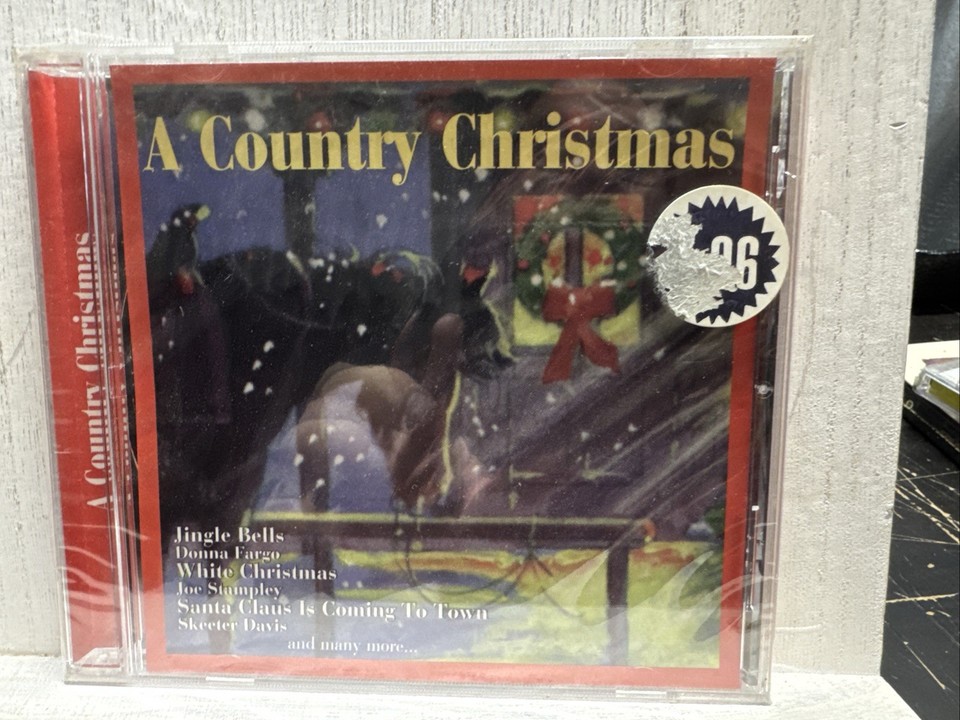 A Country Christmas
A Country Christmas
Jingle Bells
Donna Fargo
White Christmas
Joe Stampley
Santa Claus Is Coming To Town
Skeeter Davis
and many more...